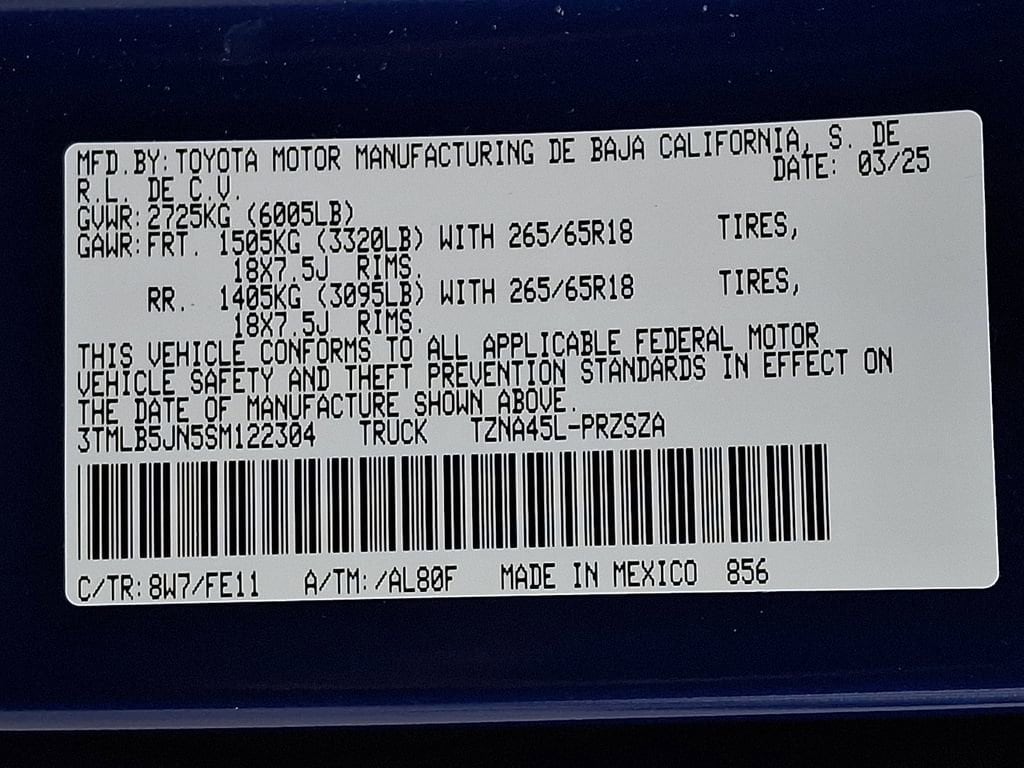 MFD.BY:TOYOTA MOTOR MANUFACTURING DE BAJA CALIFORNIA, S. DE
R.L. DE C.V. DATE: 03/25
GVWR:2725KG (6005LB)
GAWR:FRT. 1505KG (3320LB) WITH 265/65R18 TIRES,
18X7.5J RIMS.
RR. 1405KG (3095LB) WITH 265/65R18 TIRES,
18X7.5J RIMS.
THIS VEHICLE CONFORMS TO ALL APPLICABLE FEDERAL MOTOR
VEHICLE SAFETY AND THEFT PREVENTION STANDARDS IN EFFECT ON
THE DATE OF MANUFACTURE SHOWN ABOVE.
3TMLB5JN5SM122304 TRUCK TZNA45L-PRZSZA
C/TR:8W7/FE11 A/TM:/AL80F MADE IN MEXICO 856